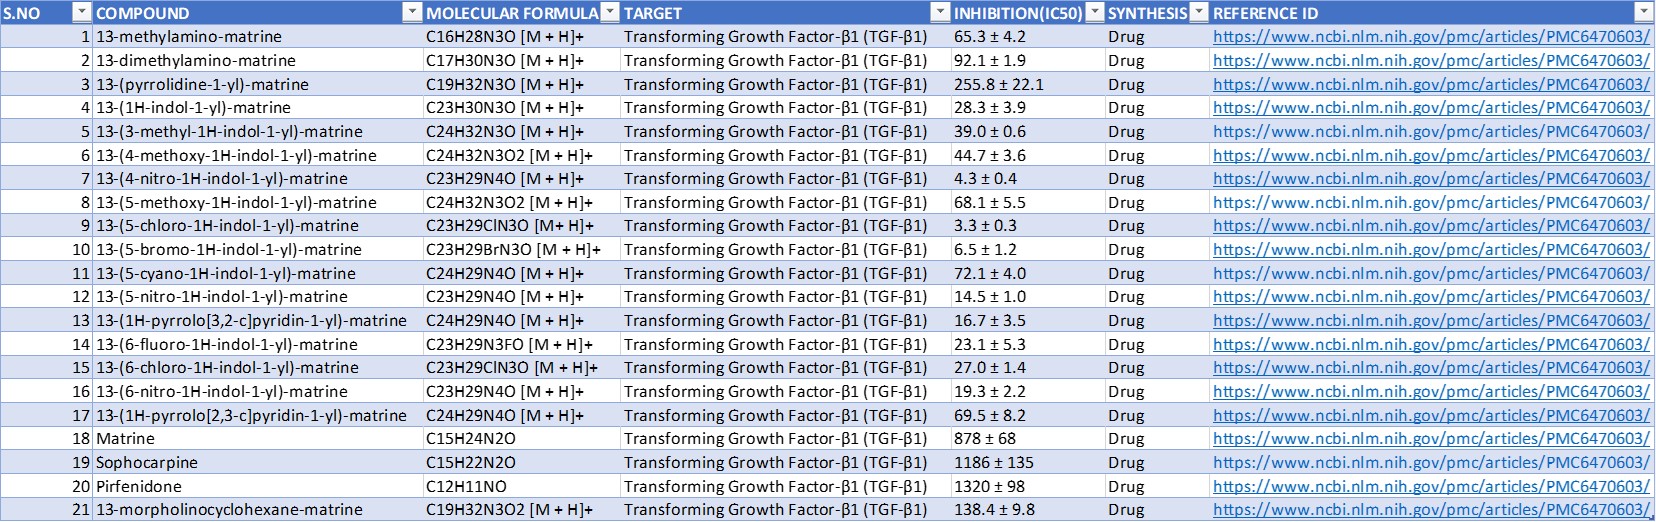 S.NO COMPOUND MOLECULAR FORMULA TARGET INHIBITION(IC50) SYNTHESIS REFERENCE ID
1 13-methylamino-matrine C16H28N3O [M + H]+ Transforming Growth Factor-β1 (TGF-β1) 65.3 ± 4.2 Drug https://www.ncbi.nlm.nih.gov/pmc/articles/PMC6470603/
2 13-dimethylamino-matrine C17H30N3O [M + H]+ Transforming Growth Factor-β1 (TGF-β1) 92.1 ± 1.9 Drug https://www.ncbi.nlm.nih.gov/pmc/articles/PMC6470603/
3 13-(pyrrolidine-1-yl)-matrine C19H32N3O [M + H]+ Transforming Growth Factor-β1 (TGF-β1) 255.8 ± 22.1 Drug https://www.ncbi.nlm.nih.gov/pmc/articles/PMC6470603/
4 13-(1H-indol-1-yl)-matrine C23H30N3O [M + H]+ Transforming Growth Factor-β1 (TGF-β1) 28.3 ± 3.9 Drug https://www.ncbi.nlm.nih.gov/pmc/articles/PMC6470603/
5 13-(3-methyl-1H-indol-1-yl)-matrine C24H32N3O [M + H]+ Transforming Growth Factor-β1 (TGF-β1) 39.0 ± 0.6 Drug https://www.ncbi.nlm.nih.gov/pmc/articles/PMC6470603/
6 13-(4-methoxy-1H-indol-1-yl)-matrine C24H32N3O2 [M + H]+ Transforming Growth Factor-β1 (TGF-β1) 44.7 ± 3.6 Drug https://www.ncbi.nlm.nih.gov/pmc/articles/PMC6470603/
7 13-(4-nitro-1H-indol-1-yl)-matrine C23H29N4O [M + H]+ Transforming Growth Factor-β1 (TGF-β1) 4.3 ± 0.4 Drug https://www.ncbi.nlm.nih.gov/pmc/articles/PMC6470603/
8 13-(5-methoxy-1H-indol-1-yl)-matrine C24H32N3O2 [M + H]+ Transforming Growth Factor-β1 (TGF-β1) 68.1 ± 5.5 Drug https://www.ncbi.nlm.nih.gov/pmc/articles/PMC6470603/
9 13-(5-chloro-1H-indol-1-yl)-matrine C23H29ClN3O [M+ H]+ Transforming Growth Factor-β1 (TGF-β1) 3.3 ± 0.3 Drug https://www.ncbi.nlm.nih.gov/pmc/articles/PMC6470603/
10 13-(5-bromo-1H-indol-1-yl)-matrine C23H29BrN3O [M + H]+ Transforming Growth Factor-β1 (TGF-β1) 6.5 ± 1.2 Drug https://www.ncbi.nlm.nih.gov/pmc/articles/PMC6470603/
11 13-(5-cyano-1H-indol-1-yl)-matrine C24H29N4O [M + H]+ Transforming Growth Factor-β1 (TGF-β1) 72.1 ± 4.0 Drug https://www.ncbi.nlm.nih.gov/pmc/articles/PMC6470603/
12 13-(5-nitro-1H-indol-1-yl)-matrine C23H29N4O [M + H]+ Transforming Growth Factor-β1 (TGF-β1) 14.5 ± 1.0 Drug https://www.ncbi.nlm.nih.gov/pmc/articles/PMC6470603/
13 13-(1H-pyrrolo[3,2-c]pyridin-1-yl)-matrine C24H29N4O [M + H]+ Transforming Growth Factor-β1 (TGF-β1) 16.7 ± 3.5 Drug https://www.ncbi.nlm.nih.gov/pmc/articles/PMC6470603/
14 13-(6-fluoro-1H-indol-1-yl)-matrine C23H29N3FO [M + H]+ Transforming Growth Factor-β1 (TGF-β1) 23.1 ± 5.3 Drug https://www.ncbi.nlm.nih.gov/pmc/articles/PMC6470603/
15 13-(6-chloro-1H-indol-1-yl)-matrine C23H29ClN3O [M + H]+ Transforming Growth Factor-β1 (TGF-β1) 27.0 ± 1.4 Drug https://www.ncbi.nlm.nih.gov/pmc/articles/PMC6470603/
16 13-(6-nitro-1H-indol-1-yl)-matrine C23H29N4O [M + H]+ Transforming Growth Factor-β1 (TGF-β1) 19.3 ± 2.2 Drug https://www.ncbi.nlm.nih.gov/pmc/articles/PMC6470603/
17 13-(1H-pyrrolo[2,3-c]pyridin-1-yl)-matrine C24H29N4O [M + H]+ Transforming Growth Factor-β1 (TGF-β1) 69.5 ± 8.2 Drug https://www.ncbi.nlm.nih.gov/pmc/articles/PMC6470603/
18 Matrine C15H24N2O Transforming Growth Factor-β1 (TGF-β1) 878 ± 68 Drug https://www.ncbi.nlm.nih.gov/pmc/articles/PMC6470603/
19 Sophocarpine C15H22N2O Transforming Growth Factor-β1 (TGF-β1) 1186 ± 135 Drug https://www.ncbi.nlm.nih.gov/pmc/articles/PMC6470603/
20 Pirfenidone C12H11NO Transforming Growth Factor-β1 (TGF-β1) 1320 ± 98 Drug https://www.ncbi.nlm.nih.gov/pmc/articles/PMC6470603/
21 13-morpholinocyclohexane-matrine C19H32N3O2 [M + H]+ Transforming Growth Factor-β1 (TGF-β1) 138.4 ± 9.8 Drug https://www.ncbi.nlm.nih.gov/pmc/articles/PMC6470603/